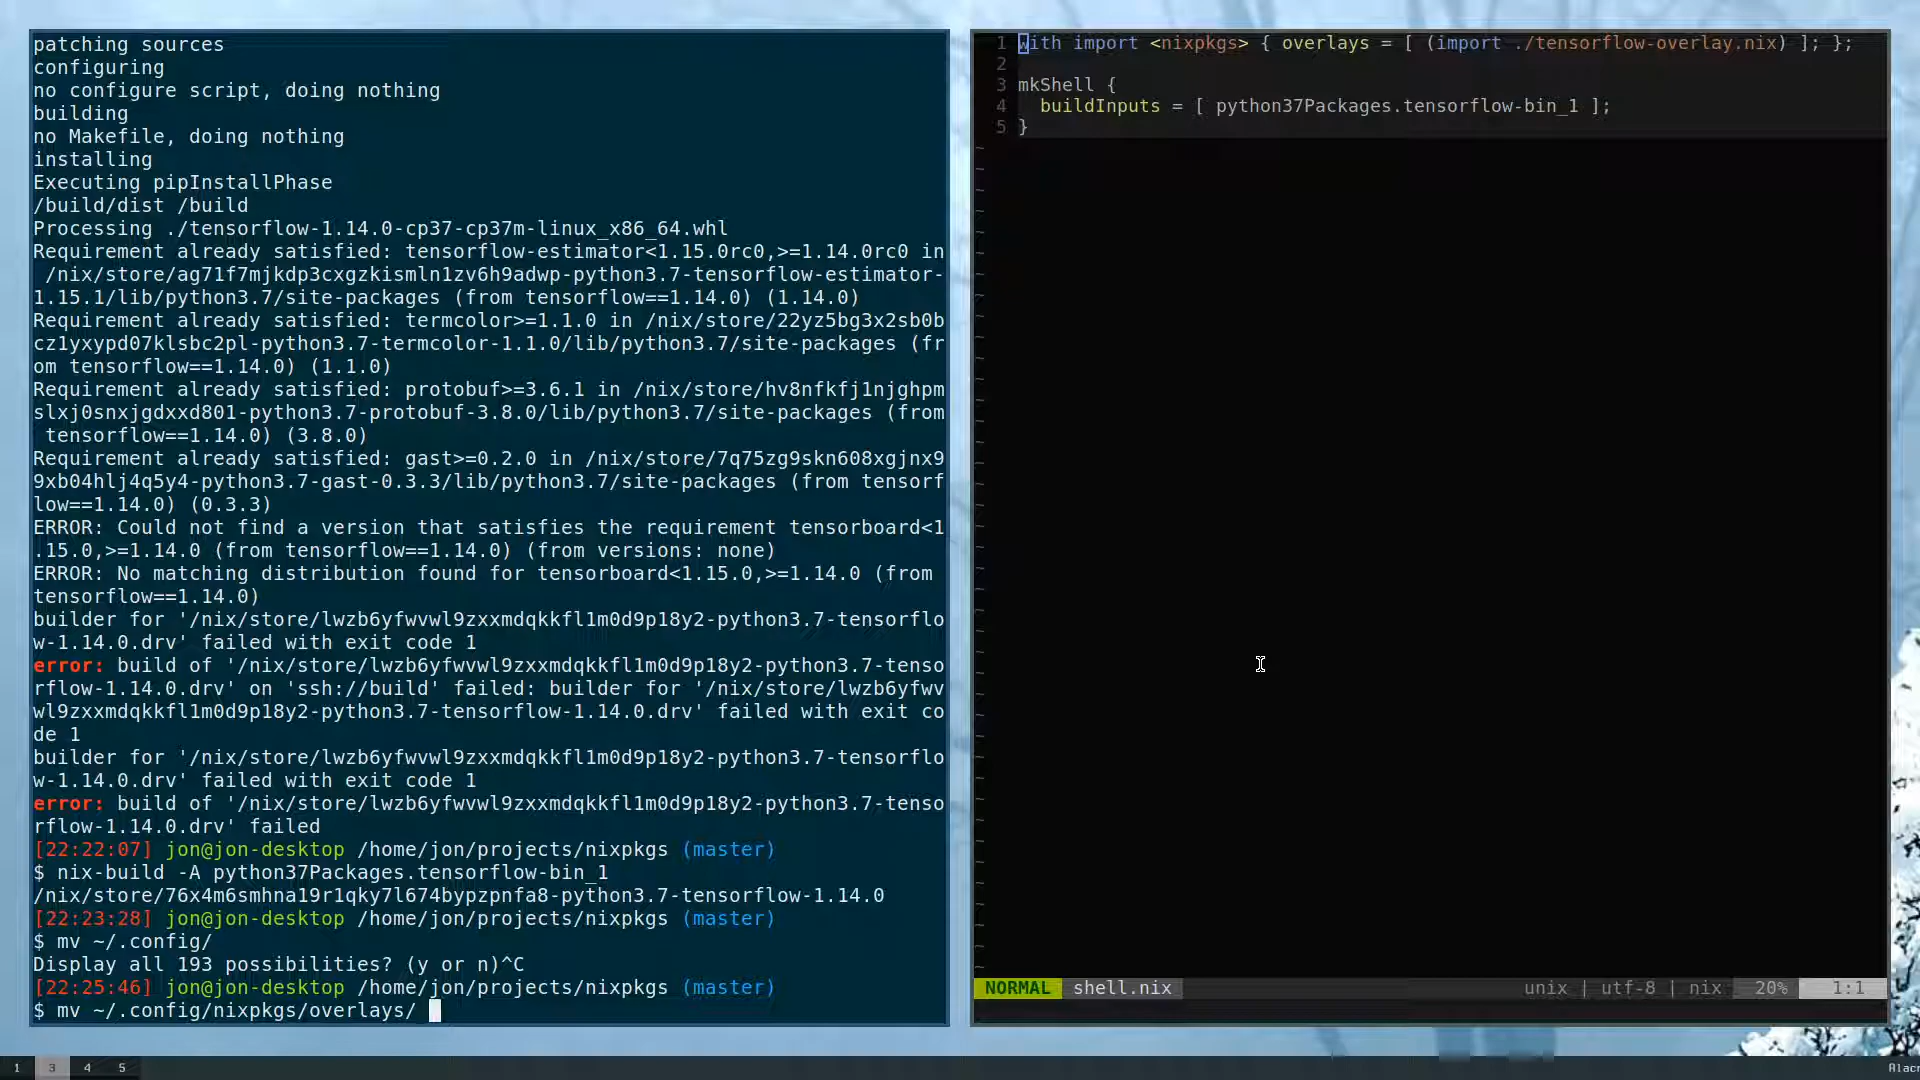 patching sources
configuring
no configure script, doing nothing
building
no Makefile, doing nothing
installing
Executing pipInstallPhase
/build/dist /build
Processing ./tensorflow-1.14.0-cp37-cp37m-linux_x86_64.whl
Requirement already satisfied: tensorflow-estimator<1.15.0rc0,>=1.14.0rc0 in
 /nix/store/ag71f7mjkdp3cxgzkismln1zv6h9adwp-python3.7-tensorflow-estimator-
1.15.1/lib/python3.7/site-packages (from tensorflow==1.14.0) (1.14.0)
Requirement already satisfied: termcolor>=1.1.0 in /nix/store/22yz5bg3x2sb0b
cz1yxypd07klsbc2pl-python3.7-termcolor-1.1.0/lib/python3.7/site-packages (fr
om tensorflow==1.14.0) (1.1.0)
Requirement already satisfied: protobuf>=3.6.1 in /nix/store/hv8nfkfj1njghpm
slxj0snxjgdxxd801-python3.7-protobuf-3.8.0/lib/python3.7/site-packages (from
 tensorflow==1.14.0) (3.8.0)
Requirement already satisfied: gast>=0.2.0 in /nix/store/7q75zg9skn608xgjnx9
9xb04hlj4q5y4-python3.7-gast-0.3.3/lib/python3.7/site-packages (from tensorf
low==1.14.0) (0.3.3)
ERROR: Could not find a version that satisfies the requirement tensorboard<1
.15.0,>=1.14.0 (from tensorflow==1.14.0) (from versions: none)
ERROR: No matching distribution found for tensorboard<1.15.0,>=1.14.0 (from
tensorflow==1.14.0)
builder for '/nix/store/lwzb6yfwvwl9zxxmdqkkfl1m0d9p18y2-python3.7-tensorflo
w-1.14.0.drv' failed with exit code 1
error: build of '/nix/store/lwzb6yfwvwl9zxxmdqkkfl1m0d9p18y2-python3.7-tenso
rflow-1.14.0.drv' on 'ssh://build' failed: builder for '/nix/store/lwzb6yfwv
wl9zxxmdqkkfl1m0d9p18y2-python3.7-tensorflow-1.14.0.drv' failed with exit co
de 1
builder for '/nix/store/lwzb6yfwvwl9zxxmdqkkfl1m0d9p18y2-python3.7-tensorflo
w-1.14.0.drv' failed with exit code 1
error: build of '/nix/store/lwzb6yfwvwl9zxxmdqkkfl1m0d9p18y2-python3.7-tenso
rflow-1.14.0.drv' failed
[22:22:07] jon@jon-desktop /home/jon/projects/nixpkgs (master)
$ nix-build -A python37Packages.tensorflow-bin_1
/nix/store/76x4m6smhna19r1qky7l674bypzpnfa8-python3.7-tensorflow-1.14.0
[22:23:28] jon@jon-desktop /home/jon/projects/nixpkgs (master)
$ mv ~/.config/
Display all 193 possibilities? (y or n)^C
[22:25:46] jon@jon-desktop /home/jon/projects/nixpkgs (master)
$ mv ~/.config/nixpkgs/overlays/
1 with import <nixpkgs> { overlays = [ (import ./tensorflow-overlay.nix) ]; };
2
3 mkShell {
4   buildInputs = [ python37Packages.tensorflow-bin_1 ];
5 }
NORMAL shell.nix unix | utf-8 | nix 20% 1:1
1 3 4 5